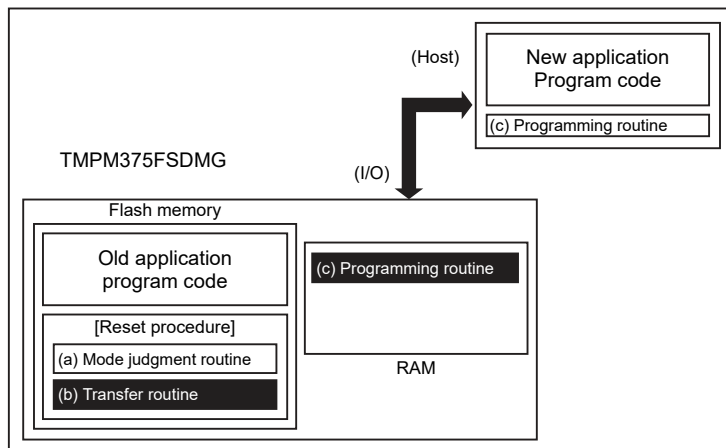 (Host)
New application
Program code
(c) Programming routine
TMPM375FSDMG
(I/O)
Flash memory
Old application
program code
[Reset procedure]
(a) Mode judgment routine
(b) Transfer routine
(c) Programming routine
RAM